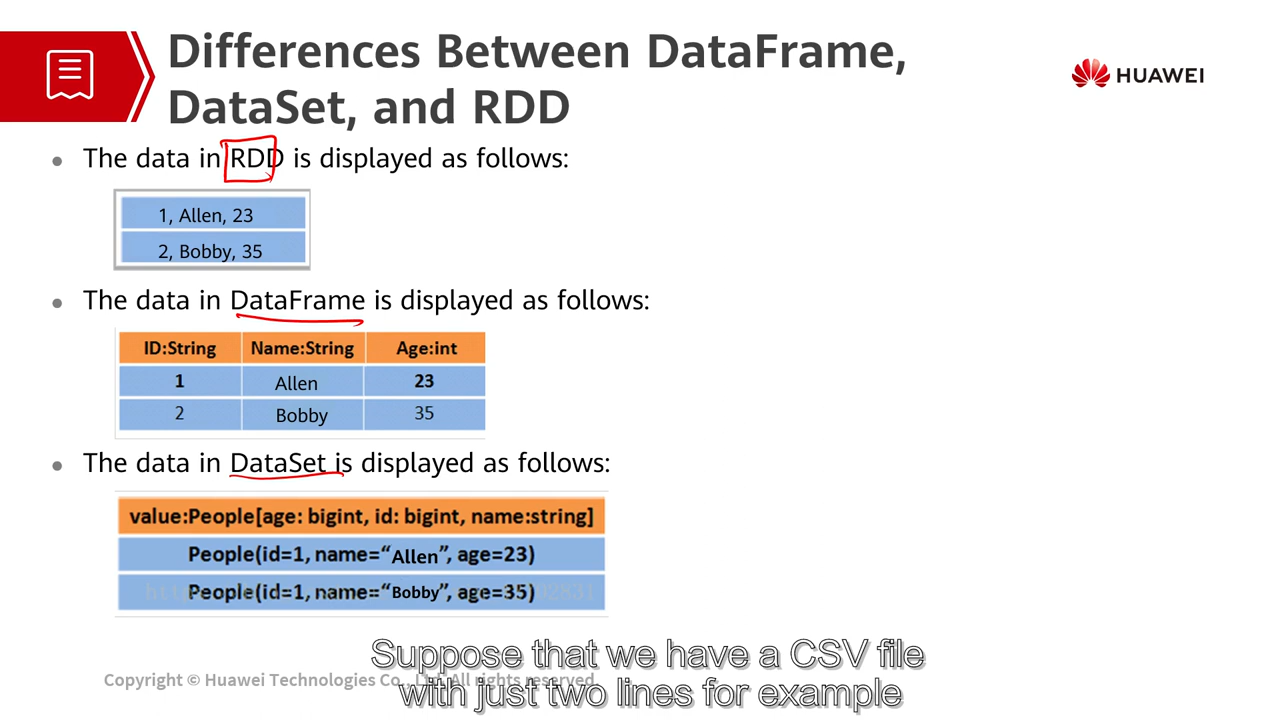 Differences Between DataFrame,
DataSet, and RDD
HUAWEI
The data in RDD is displayed as follows:
1, Allen, 23
2, Bobby, 35
The data in DataFrame is displayed as follows:
ID:String Name:String Age:int
1 Allen 23
2 Bobby 35
The data in DataSet is displayed as follows:
value:People[age: bigint, id: bigint, name:string]
People(id=1, name=“Allen”, age=23)
People(id=1, name=“Bobby”, age=35)
Suppose that we have a CSV file
Copyright © Huawei Technologies Co., Ltd. All rights reserved.
with just two lines for example